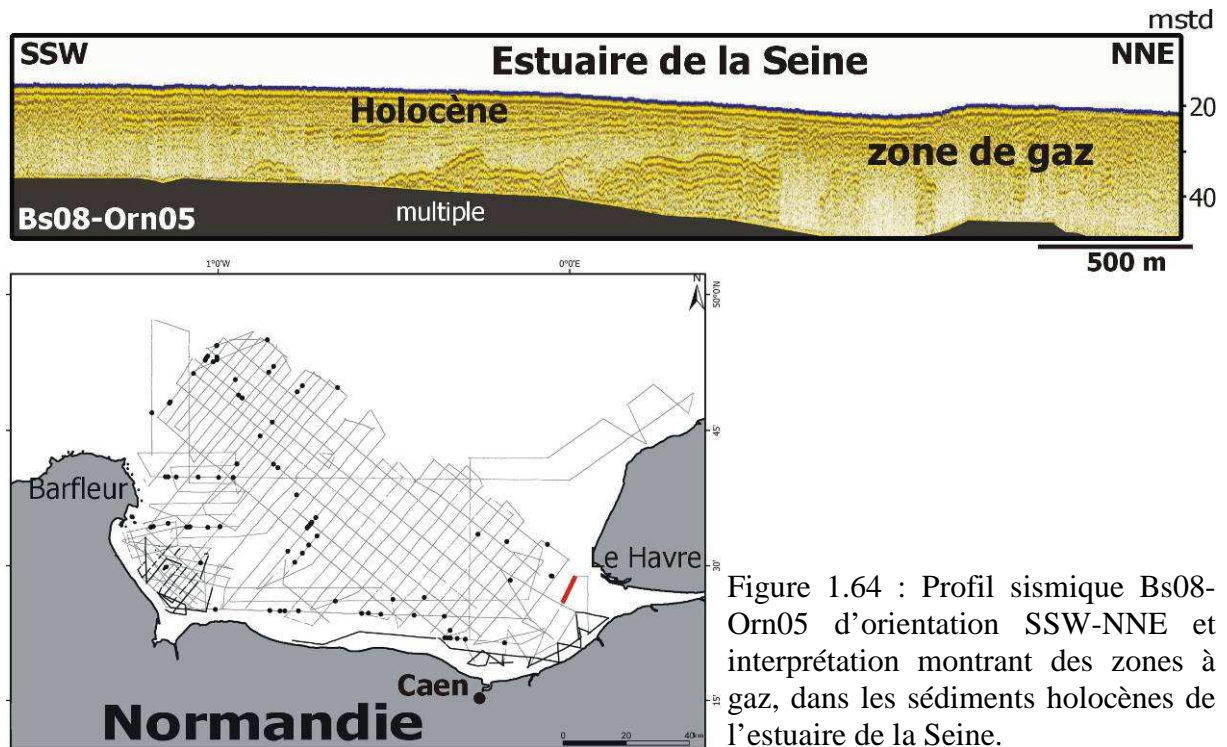 mstd
SSW Estuaire de la Seine NNE
Holocène
20
zone de gaz
40
Bs08-Orn05 multiple
500 m
1°0'W 0°0'E
N
50°0'N
45'
Barfleur
Le Havre
30'
Caen
15'
Normandie
0 20 40 km
Figure 1.64 : Profil sismique Bs08-
Orn05 d’orientation SSW-NNE et
interprétation montrant des zones à
gaz, dans les sédiments holocènes de
l’estuaire de la Seine.